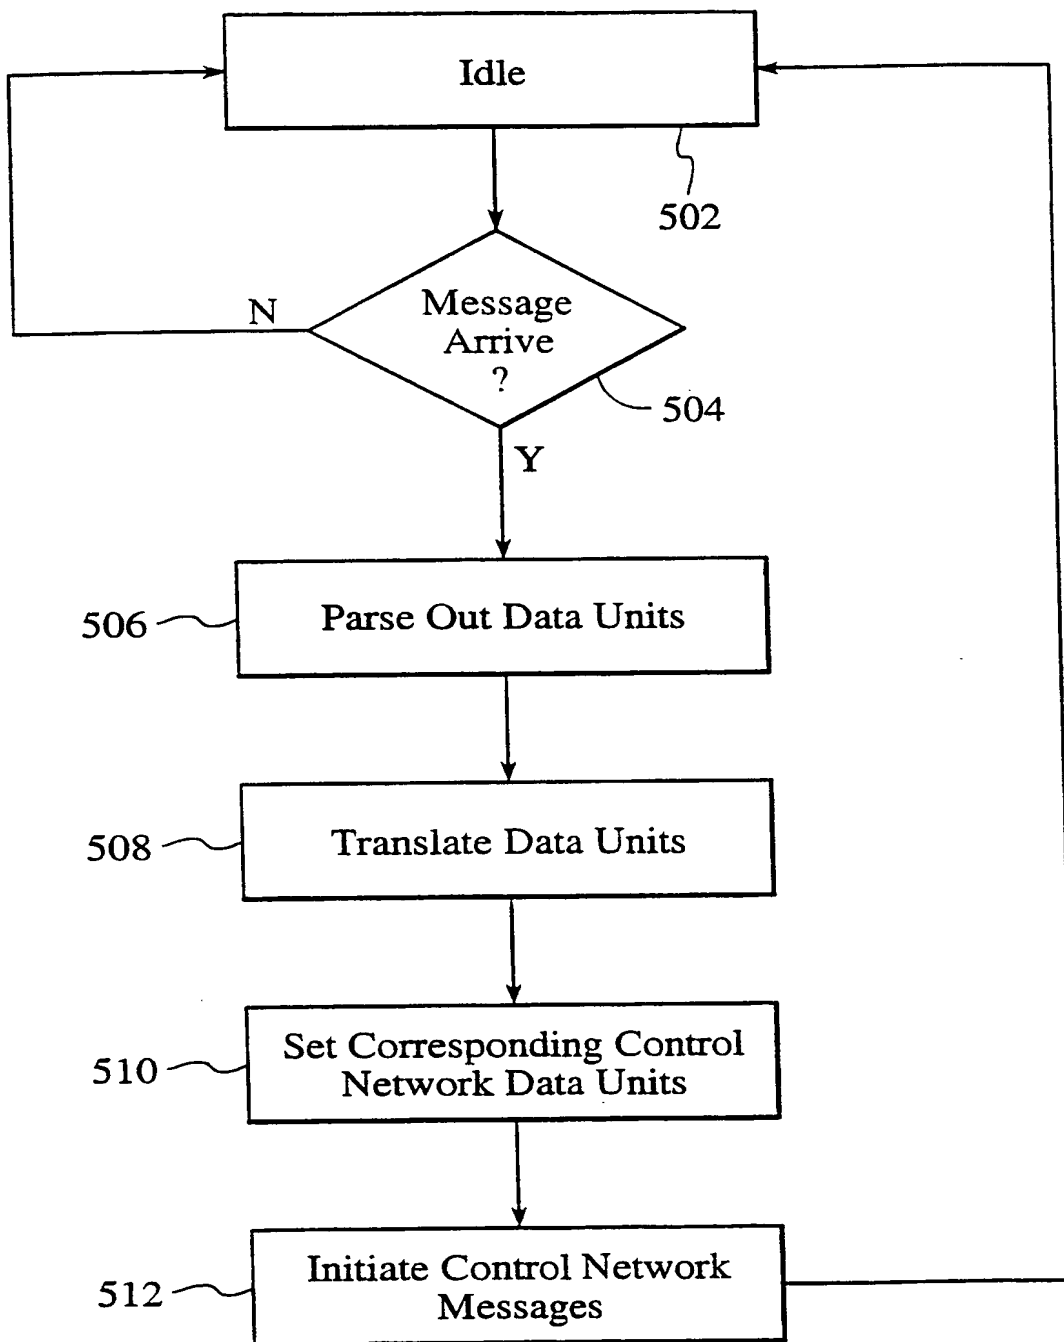 Idle
502
N
Message
Arrive
?
504
Y
506
Parse Out Data Units
508
Translate Data Units
510
Set Corresponding Control
Network Data Units
512
Initiate Control Network
Messages